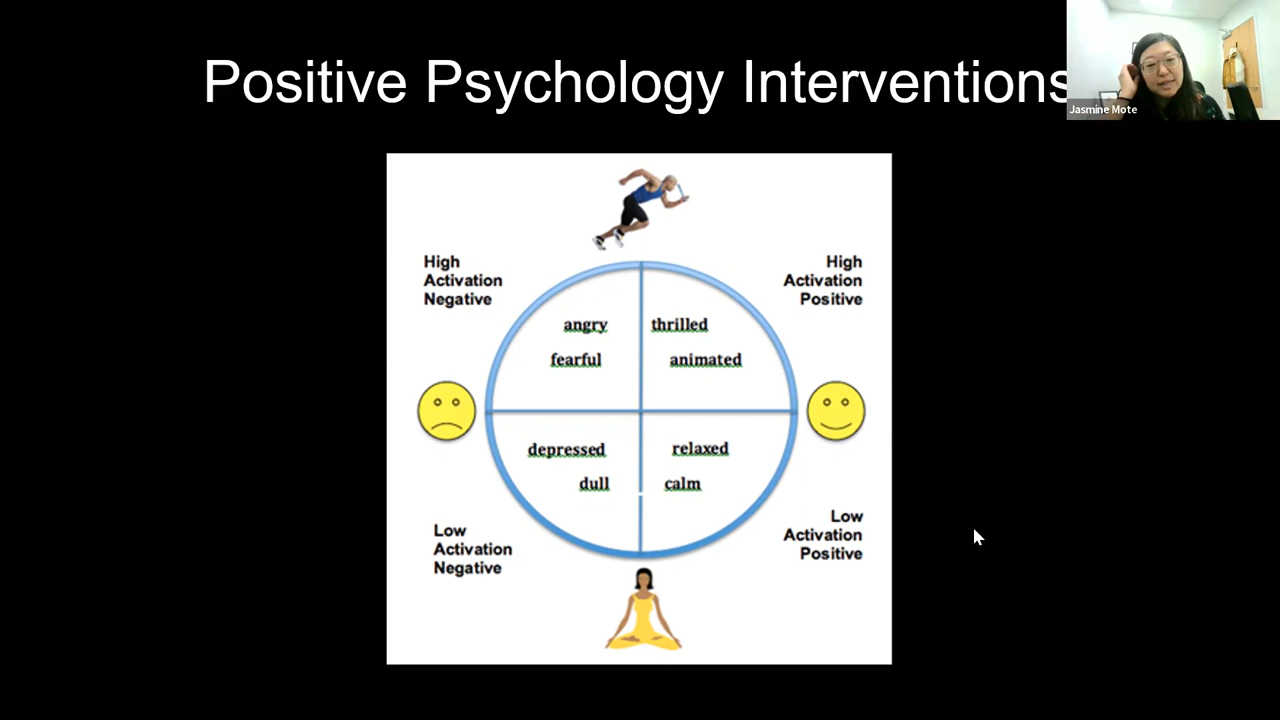 Positive Psychology Interventions
Jasmine Mote
High
Activation
Negative
High
Activation
Positive
angry
thrilled
fearful
animated
depressed
relaxed
dull
calm
Low
Activation
Negative
Low
Activation
Positive